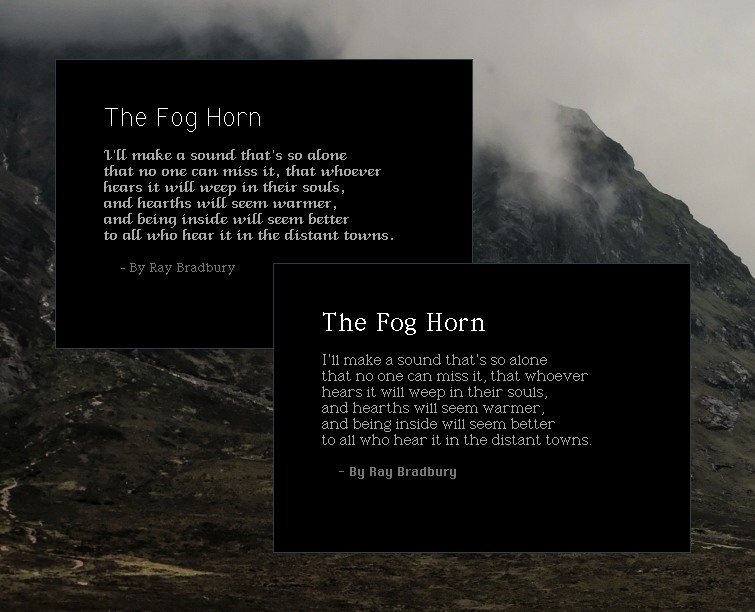 The Fog Horn
I'll make a sound that's so alone
that no one can miss it, that whoever
hears it will weep in their souls,
and hearths will seem warmer,
and being inside will seem better
to all who hear it in the distant towns.
- By Ray Bradbury
The Fog Horn
I'll make a sound that's so alone
that no one can miss it, that whoever
hears it will weep in their souls,
and hearths will seem warmer,
and being inside will seem better
to all who hear it in the distant towns.
- By Ray Bradbury